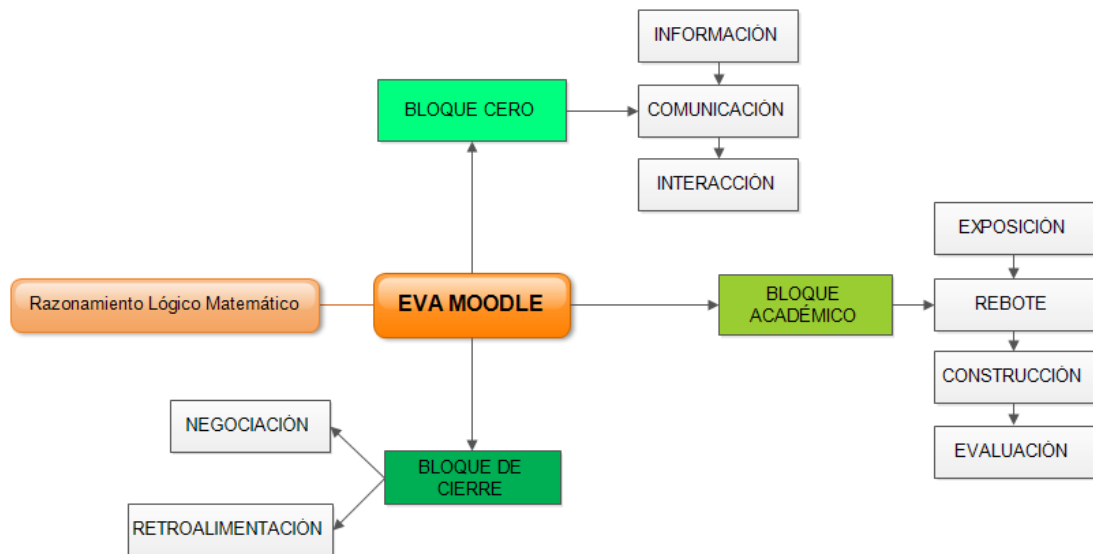 INFORMACIÓN
BLOQUE CERO
COMUNICACIÓN
INTERACCIÓN
EXPOSICIÓN
Razonamiento Lógico Matemático
EVA MOODLE
BLOQUE
ACADÉMICO
REBOTE
CONSTRUCCIÓN
EVALUACIÓN
NEGOCIACIÓN
BLOQUE DE
CIERRE
RETROALIMENTACIÓN